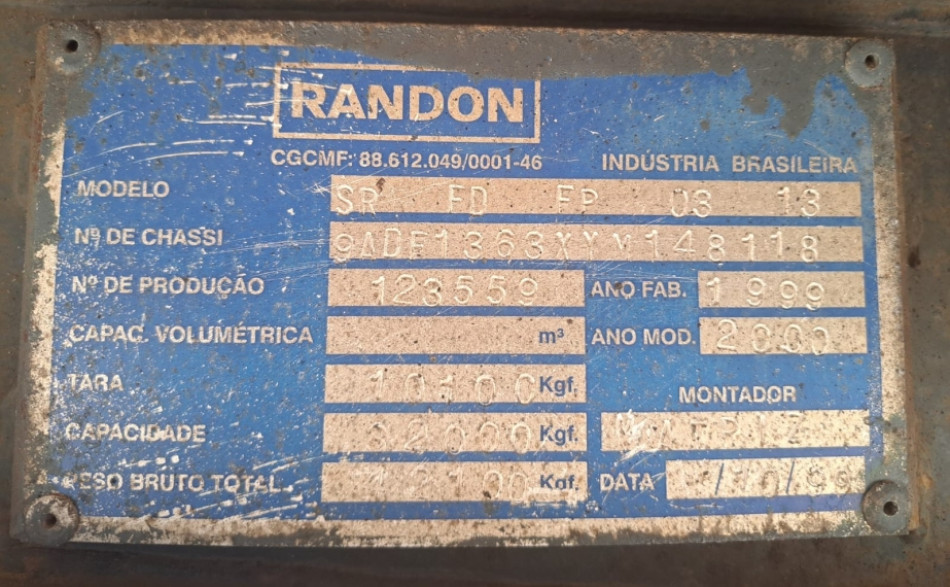 RANDON
CGCMF: 88.612.049/0001-46 INDÚSTRIA BRASILEIRA
MODELO SR FD FP 03 13
Nº DE CHASSI 9ADF1363XYM148118
Nº DE PRODUÇÃO 123559 ANO FAB. 1999
CAPAC. VOLUMÉTRICA m³ ANO MOD. 2000
TARA 10100 Kgf.
MONTADOR
CAPACIDADE 32000 Kgf.
PESO BRUTO TOTAL Kgf. DATA